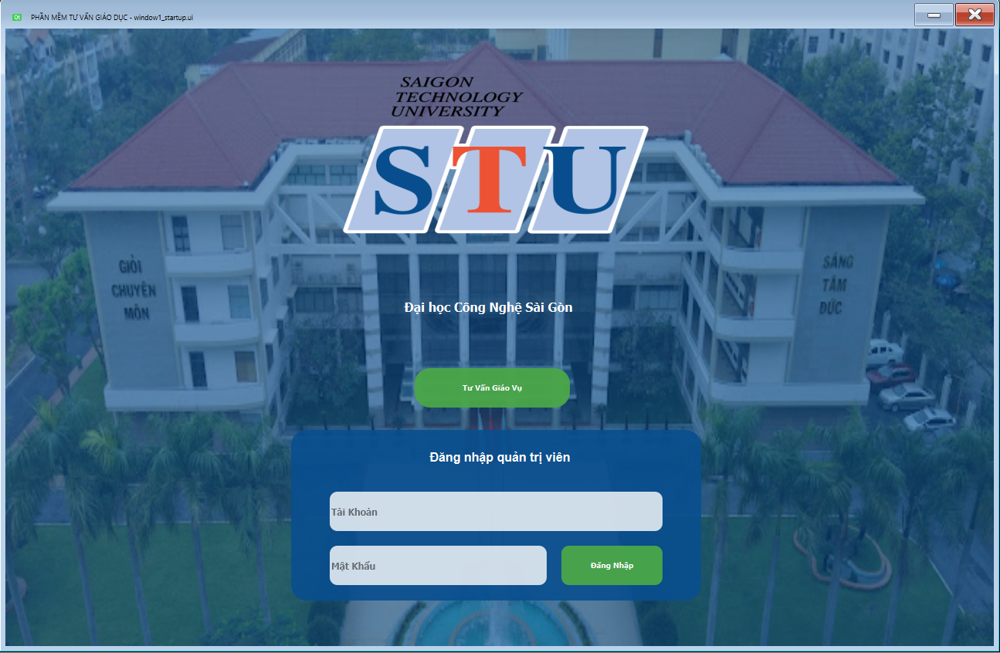 PHẦN MỀM TƯ VẤN GIÁO DỤC - window1_startup.ui
SAIGON
TECHNOLOGY
UNIVERSITY
STU
GIỎI
CHUYÊN
MÔN
SÁNG
TÂM
ĐỨC
Đại học Công Nghệ Sài Gòn
Tư Vấn Giáo Vụ
Đăng nhập quản trị viên
Tài Khoản
Mật Khẩu
Đăng Nhập